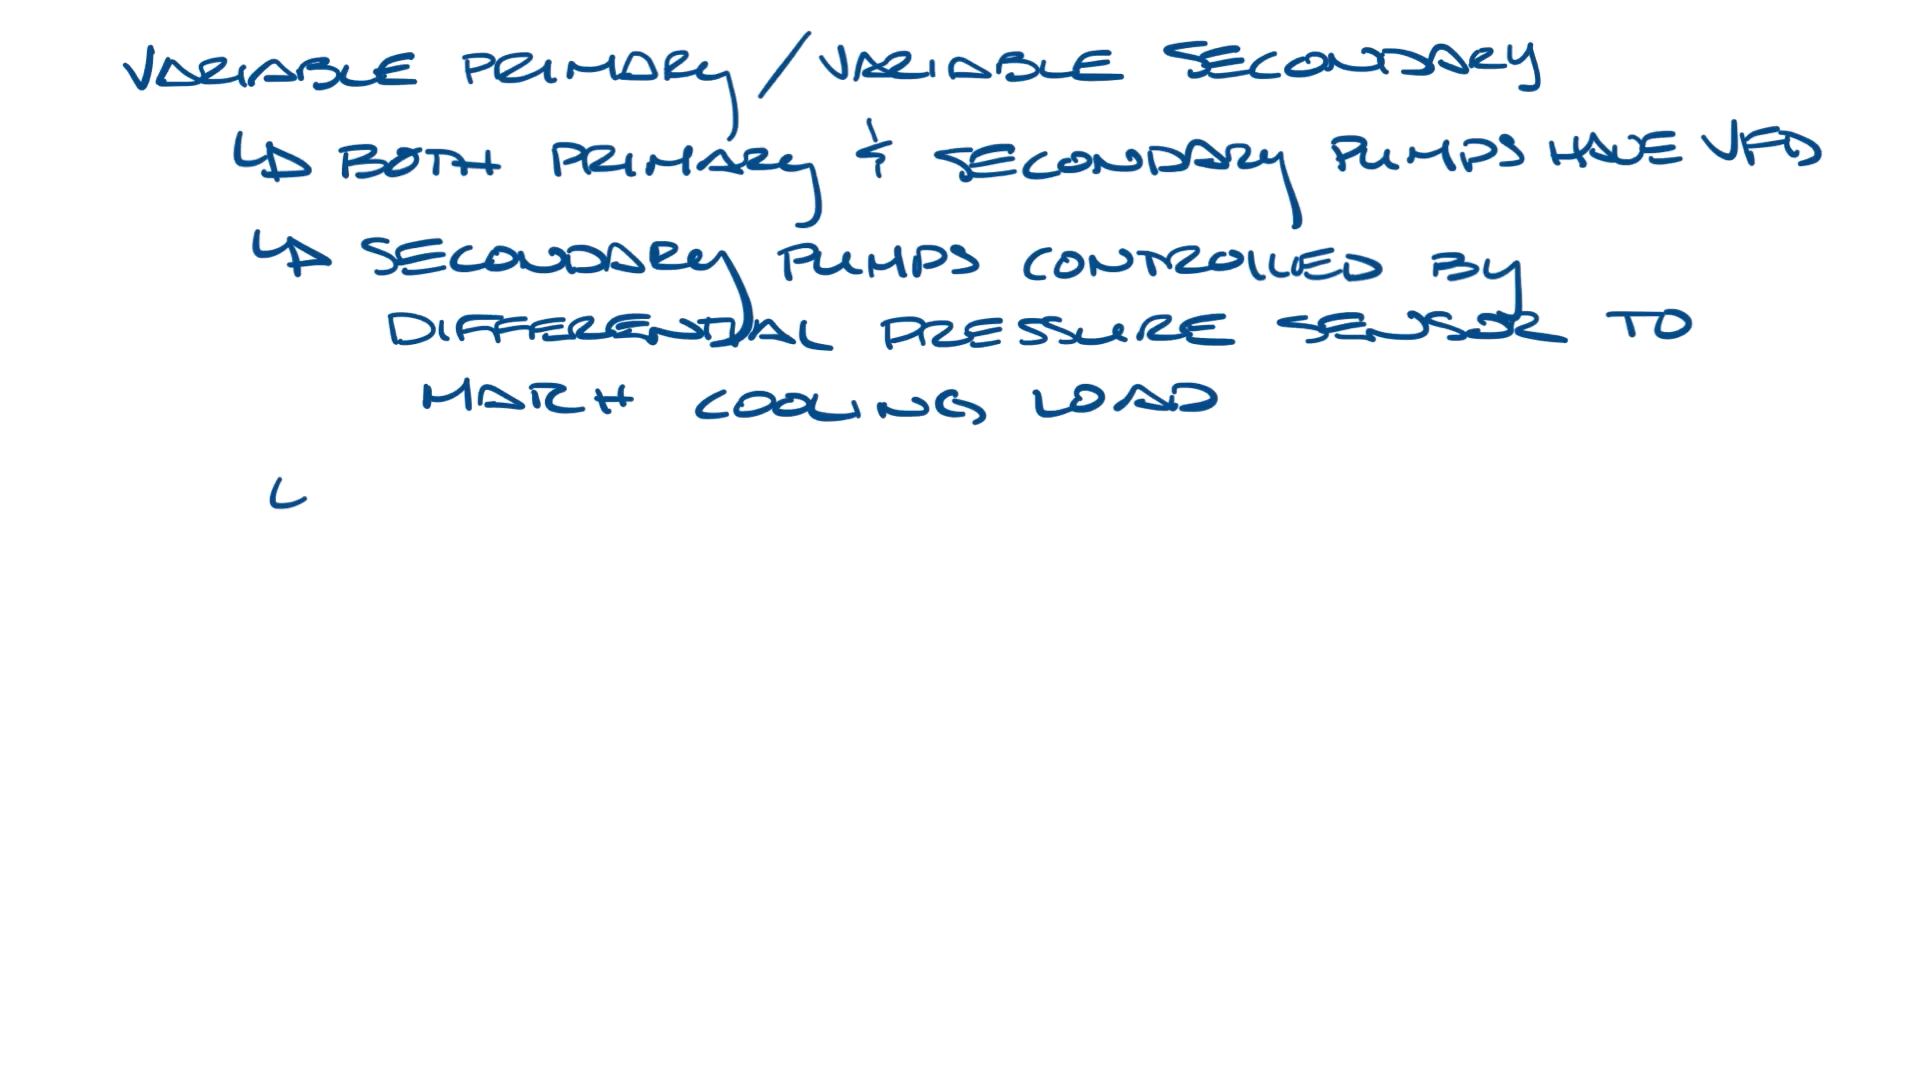 VARIABLE PRIMARY / VARIABLE SECONDARY
↳ BOTH PRIMARY & SECONDARY PUMPS HAVE VFD
↳ SECONDARY PUMPS CONTROLLED BY
DIFFERENTIAL PRESSURE SENSOR TO
MATCH COOLING LOAD